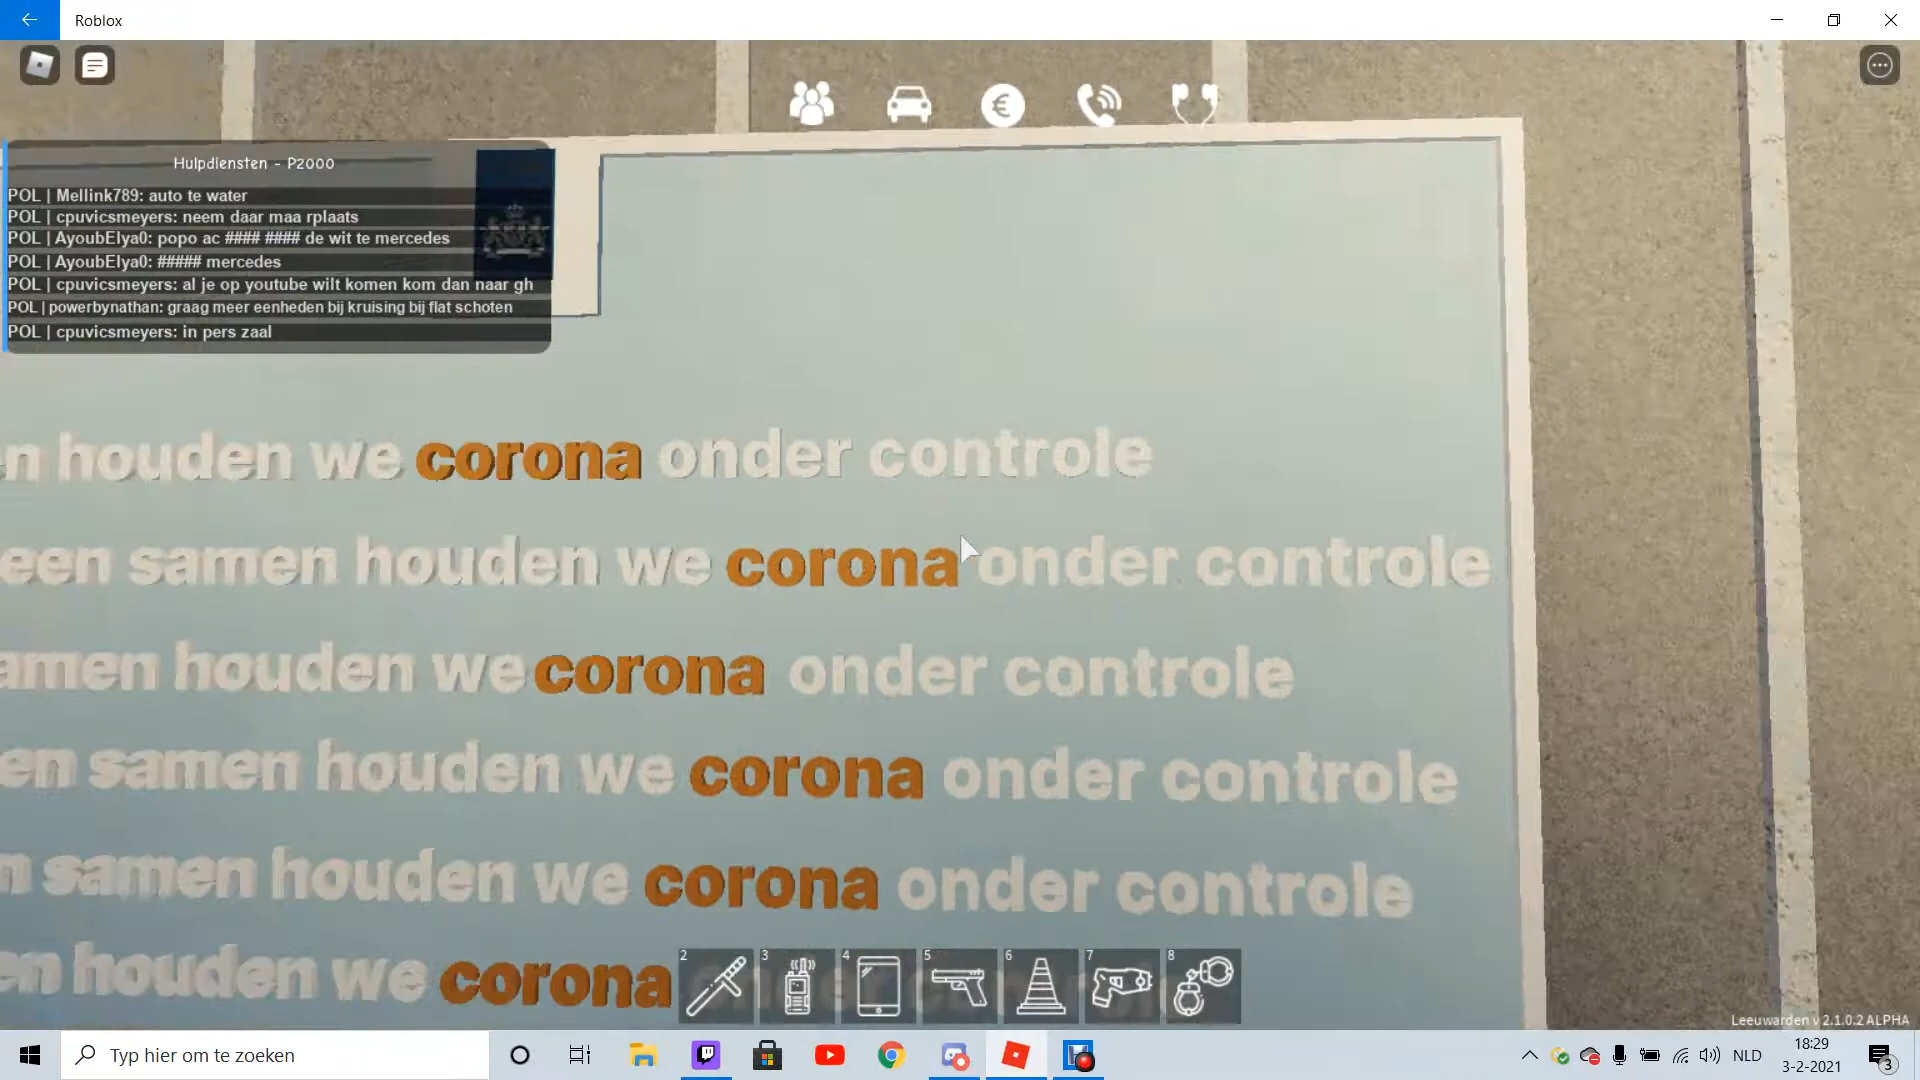 Roblox
Hulpdiensten - P2000
POL | Mellink789: auto te water
POL | cpuvicsmeyers: neem daar maa rplaats
POL | AyoubElya0: popo ac #### #### de wit te mercedes
POL | AyoubElya0: ##### mercedes
POL | cpuvicsmeyers: al je op youtube wilt komen kom dan naar gh
POL | powerbynathan: graag meer eenheden bij kruising bij flat schoten
POL | cpuvicsmeyers: in pers zaal
en houden we corona onder controle
een samen houden we corona onder controle
amen houden we corona onder controle
en samen houden we corona onder controle
n samen houden we corona onder controle
en houden we corona
2 3 4 5 6 7 8
Leeuwarden v 2.1.0.2 ALPHA
Typ hier om te zoeken
NLD
18:29
3-2-2021
3